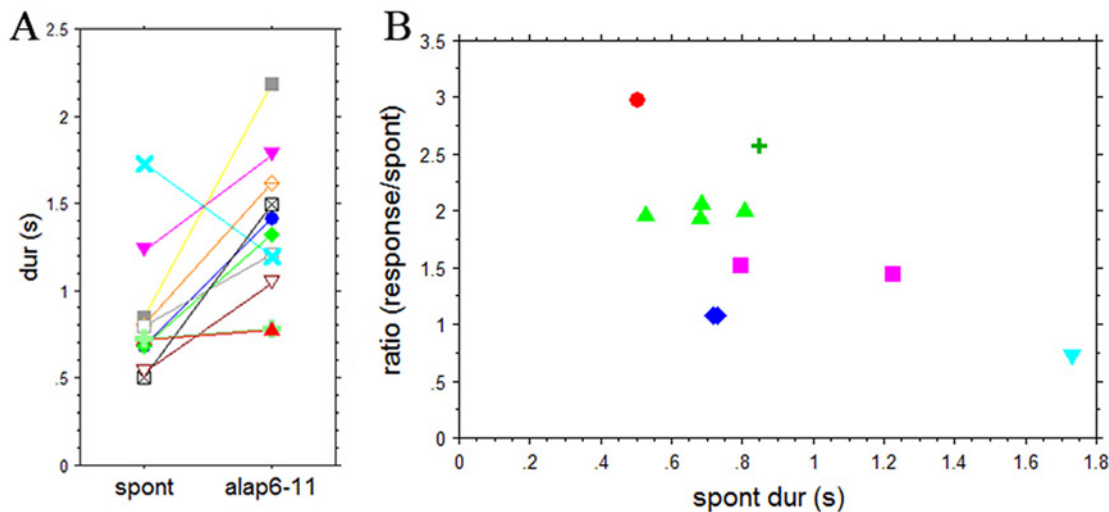 A
2.5
2
1.5
1
.5
0
dur (s)
spont alap6-11
B
3.5
3
2.5
2
1.5
1
.5
0
ratio (response/spont)
0 .2 .4 .6 .8 1 1.2 1.4 1.6 1.8
spont dur (s)